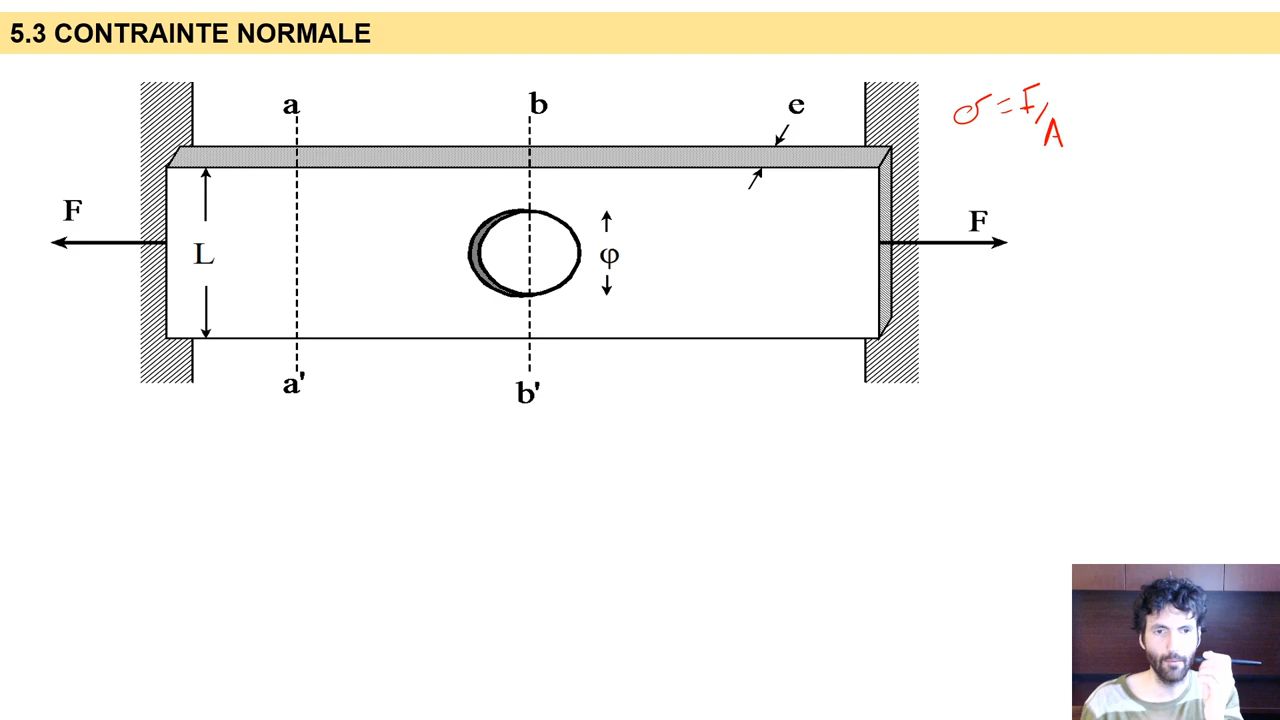 5.3 CONTRAINTE NORMALE
a
b
e
σ = F/A
F
F
L
φ
a'
b'